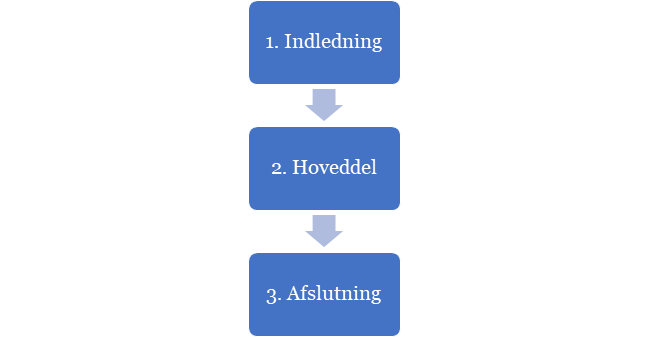 1. Indledning
2. Hoveddel
3. Afslutning